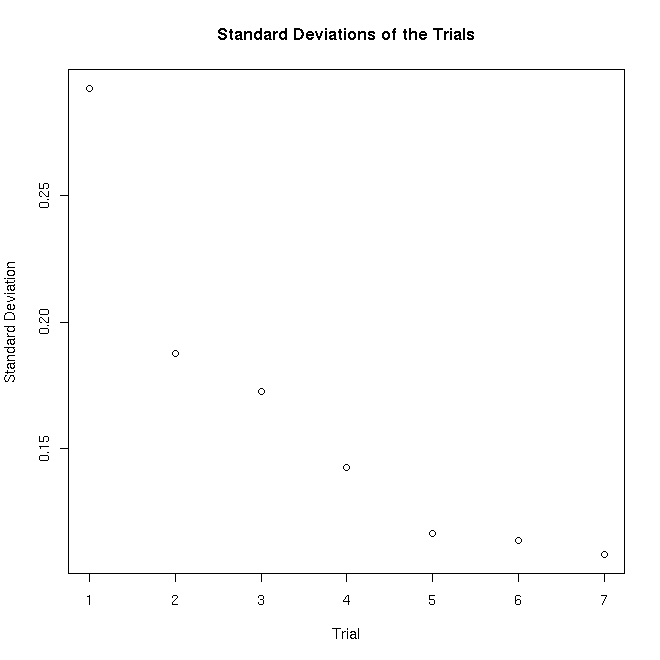 Standard Deviations of the Trials
Standard Deviation
0.25
0.20
0.15
1 2 3 4 5 6 7
Trial